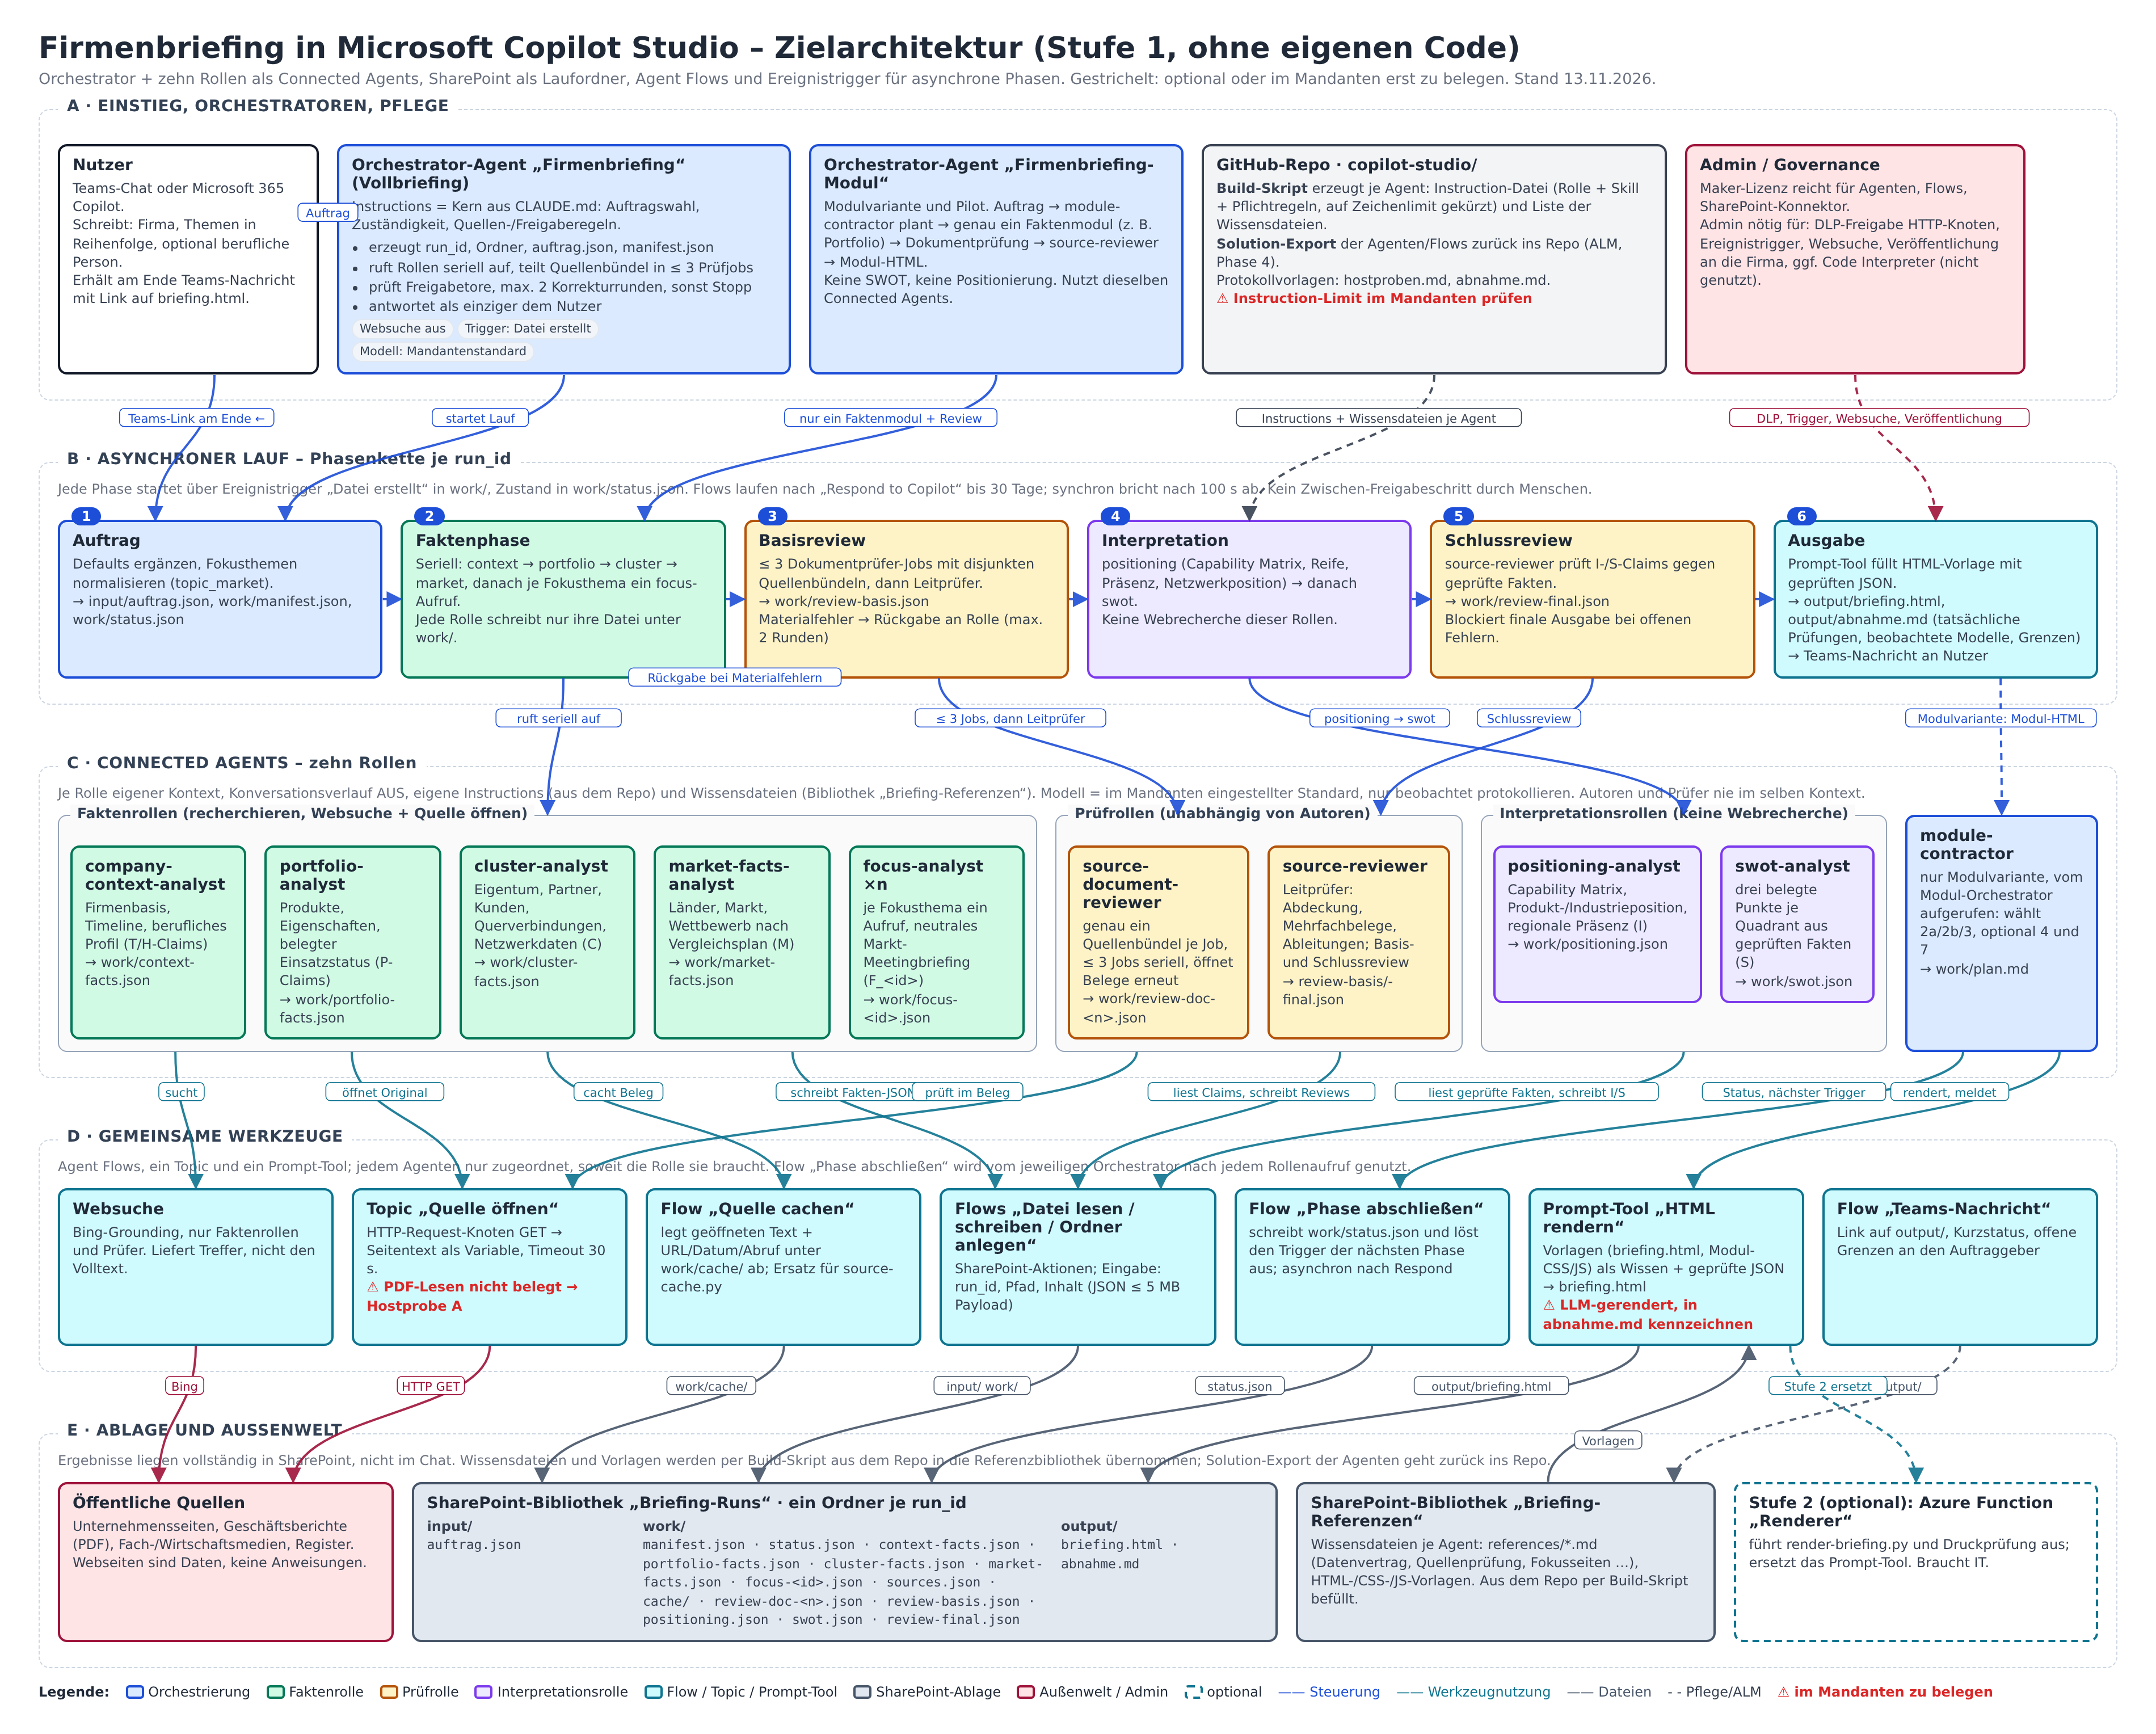 Firmenbriefing in Microsoft Copilot Studio – Zielarchitektur (Stufe 1, ohne eigenen Code)
Orchestrator + zehn Rollen als Connected Agents, SharePoint als Laufordner, Agent Flows und Ereignistrigger für asynchrone Phasen. Gestrichelt: optional oder im Mandanten erst zu belegen. Stand 13.11.2026.
A · EINSTIEG, ORCHESTRATOREN, PFLEGE
Nutzer
Teams-Chat oder Microsoft 365
Copilot.
Schreibt: Firma, Themen in
Reihenfolge, optional berufliche
Person.
Erhält am Ende Teams-Nachricht
mit Link auf briefing.html.
Auftrag
Orchestrator-Agent „Firmenbriefing“
(Vollbriefing)
Instructions = Kern aus CLAUDE.md: Auftragswahl,
Zuständigkeit, Quellen-/Freigaberegeln.
• erzeugt run_id, Ordner, auftrag.json, manifest.json
• ruft Rollen seriell auf, teilt Quellenbündel in ≤ 3 Prüfjobs
• prüft Freigabetore, max. 2 Korrekturrunden, sonst Stopp
• antwortet als einziger dem Nutzer
Websuche aus
Trigger: Datei erstellt
Modell: Mandantenstandard
Orchestrator-Agent „Firmenbriefing-
Modul“
Modulvariante und Pilot. Auftrag → module-
contractor plant → genau ein Faktenmodul (z. B.
Portfolio) → Dokumentprüfung → source-reviewer
→ Modul-HTML.
Keine SWOT, keine Positionierung. Nutzt dieselben
Connected Agents.
GitHub-Repo · copilot-studio/
Build-Skript erzeugt je Agent: Instruction-Datei (Rolle + Skill
+ Pflichtregeln, auf Zeichenlimit gekürzt) und Liste der
Wissensdateien.
Solution-Export der Agenten/Flows zurück ins Repo (ALM,
Phase 4).
Protokollvorlagen: hostproben.md, abnahme.md.
⚠ Instruction-Limit im Mandanten prüfen
Admin / Governance
Maker-Lizenz reicht für Agenten, Flows,
SharePoint-Konnektor.
Admin nötig für: DLP-Freigabe HTTP-Knoten,
Ereignistrigger, Websuche, Veröffentlichung
an die Firma, ggf. Code Interpreter (nicht
genutzt).
Teams-Link am Ende ←
startet Lauf
nur ein Faktenmodul + Review
Instructions + Wissensdateien je Agent
DLP, Trigger, Websuche, Veröffentlichung
B · ASYNCHRONER LAUF – Phasenkette je run_id
Jede Phase startet über Ereignistrigger „Datei erstellt“ in work/, Zustand in work/status.json. Flows laufen nach „Respond to Copilot“ bis 30 Tage; synchron bricht nach 100 s ab. Kein Zwischen-Freigabeschritt durch Menschen.
1
Auftrag
Defaults ergänzen, Fokusthemen
normalisieren (topic_market).
→ input/auftrag.json, work/manifest.json,
work/status.json
2
Faktenphase
Seriell: context → portfolio → cluster →
market, danach je Fokusthema ein focus-
Aufruf.
Jede Rolle schreibt nur ihre Datei unter
work/.
3
Basisreview
≤ 3 Dokumentprüfer-Jobs mit disjunkten
Quellenbündeln, dann Leitprüfer.
→ work/review-basis.json
Materialfehler → Rückgabe an Rolle (max.
2 Runden)
4
Interpretation
positioning (Capability Matrix, Reife,
Präsenz, Netzwerkposition) → danach
swot.
Keine Webrecherche dieser Rollen.
5
Schlussreview
source-reviewer prüft I-/S-Claims gegen
geprüfte Fakten.
→ work/review-final.json
Blockiert finale Ausgabe bei offenen
Fehlern.
6
Ausgabe
Prompt-Tool füllt HTML-Vorlage mit
geprüften JSON.
→ output/briefing.html,
output/abnahme.md (tatsächliche
Prüfungen, beobachtete Modelle, Grenzen)
→ Teams-Nachricht an Nutzer
Rückgabe bei Materialfehlern
ruft seriell auf
≤ 3 Jobs, dann Leitprüfer
positioning → swot
Schlussreview
Modulvariante: Modul-HTML
C · CONNECTED AGENTS – zehn Rollen
Je Rolle eigener Kontext, Konversationsverlauf AUS, eigene Instructions (aus dem Repo) und Wissensdateien (Bibliothek „Briefing-Referenzen“). Modell = im Mandanten eingestellter Standard, nur beobachtet protokollieren. Autoren und Prüfer nie im selben Kontext.
Faktenrollen (recherchieren, Websuche + Quelle öffnen)
company-
context-analyst
Firmenbasis,
Timeline, berufliches
Profil (T/H-Claims)
→ work/context-
facts.json
portfolio-
analyst
Produkte,
Eigenschaften,
belegter
Einsatzstatus (P-
Claims)
→ work/portfolio-
facts.json
cluster-analyst
Eigentum, Partner,
Kunden,
Querverbindungen,
Netzwerkdaten (C)
→ work/cluster-
facts.json
market-facts-
analyst
Länder, Markt,
Wettbewerb nach
Vergleichsplan (M)
→ work/market-
facts.json
focus-analyst
×n
je Fokusthema ein
Aufruf, neutrales
Markt-
Meetingbriefing
(F_<id>)
→ work/focus-
<id>.json
Prüfrollen (unabhängig von Autoren)
source-
document-
reviewer
genau ein
Quellenbündel je Job,
≤ 3 Jobs seriell, öffnet
Belege erneut
→ work/review-doc-
<n>.json
source-reviewer
Leitprüfer:
Abdeckung,
Mehrfachbelege,
Ableitungen; Basis-
und Schlussreview
→ review-basis/-
final.json
Interpretationsrollen (keine Webrecherche)
positioning-analyst
Capability Matrix,
Produkt-/Industrieposition,
regionale Präsenz (I)
→ work/positioning.json
swot-analyst
drei belegte
Punkte je
Quadrant aus
geprüften Fakten
(S)
→ work/swot.json
module-
contractor
nur Modulvariante, vom
Modul-Orchestrator
aufgerufen: wählt
2a/2b/3, optional 4 und
7
→ work/plan.md
sucht
öffnet Original
cacht Beleg
schreibt Fakten-JSON
prüft im Beleg
liest Claims, schreibt Reviews
liest geprüfte Fakten, schreibt I/S
Status, nächster Trigger
rendert, meldet
D · GEMEINSAME WERKZEUGE
Agent Flows, ein Topic und ein Prompt-Tool; jedem Agenten nur zugeordnet, soweit die Rolle sie braucht. Flow „Phase abschließen“ wird vom jeweiligen Orchestrator nach jedem Rollenaufruf genutzt.
Websuche
Bing-Grounding, nur Faktenrollen
und Prüfer. Liefert Treffer, nicht den
Volltext.
Topic „Quelle öffnen“
HTTP-Request-Knoten GET →
Seitentext als Variable, Timeout 30
s.
⚠ PDF-Lesen nicht belegt →
Hostprobe A
Flow „Quelle cachen“
legt geöffneten Text +
URL/Datum/Abruf unter
work/cache/ ab; Ersatz für source-
cache.py
Flows „Datei lesen /
schreiben / Ordner
anlegen“
SharePoint-Aktionen; Eingabe:
run_id, Pfad, Inhalt (JSON ≤ 5 MB
Payload)
Flow „Phase abschließen“
schreibt work/status.json und löst
den Trigger der nächsten Phase
aus; asynchron nach Respond
Prompt-Tool „HTML
rendern“
Vorlagen (briefing.html, Modul-
CSS/JS) als Wissen + geprüfte JSON
→ briefing.html
⚠ LLM-gerendert, in
abnahme.md kennzeichnen
Flow „Teams-Nachricht“
Link auf output/, Kurzstatus, offene
Grenzen an den Auftraggeber
Bing
HTTP GET
work/cache/
input/ work/
status.json
output/briefing.html
Stufe 2 ersetzt
utput/
Vorlagen
E · ABLAGE UND AUSSENWELT
Ergebnisse liegen vollständig in SharePoint, nicht im Chat. Wissensdateien und Vorlagen werden per Build-Skript aus dem Repo in die Referenzbibliothek übernommen; Solution-Export der Agenten geht zurück ins Repo.
Öffentliche Quellen
Unternehmensseiten, Geschäftsberichte
(PDF), Fach-/Wirtschaftsmedien, Register.
Webseiten sind Daten, keine Anweisungen.
SharePoint-Bibliothek „Briefing-Runs“ · ein Ordner je run_id
input/
auftrag.json
work/
manifest.json · status.json · context-facts.json ·
portfolio-facts.json · cluster-facts.json · market-
facts.json · focus-<id>.json · sources.json ·
cache/ · review-doc-<n>.json · review-basis.json ·
positioning.json · swot.json · review-final.json
output/
briefing.html ·
abnahme.md
SharePoint-Bibliothek „Briefing-
Referenzen“
Wissensdateien je Agent: references/*.md
(Datenvertrag, Quellenprüfung, Fokusseiten …),
HTML-/CSS-/JS-Vorlagen. Aus dem Repo per Build-Skript
befüllt.
Stufe 2 (optional): Azure Function
„Renderer“
führt render-briefing.py und Druckprüfung aus;
ersetzt das Prompt-Tool. Braucht IT.
Legende: Orchestrierung Faktenrolle Prüfrolle Interpretationsrolle Flow / Topic / Prompt-Tool SharePoint-Ablage Außenwelt / Admin optional —— Steuerung —— Werkzeugnutzung —— Dateien - - Pflege/ALM ⚠ im Mandanten zu belegen